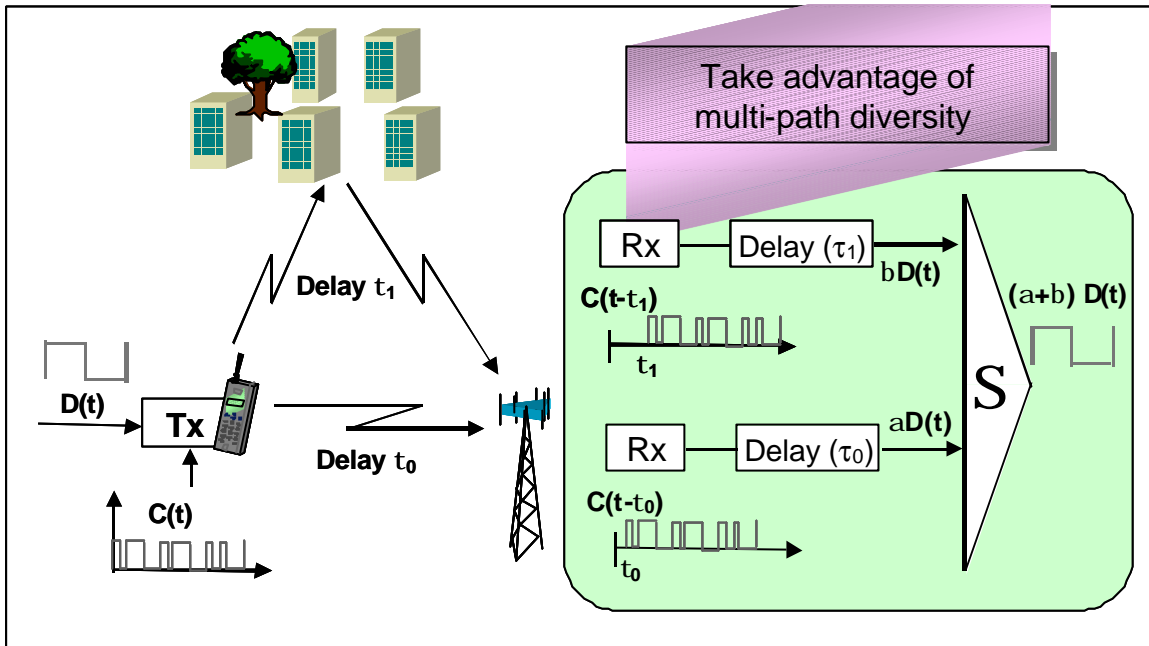 Take advantage of
multi-path diversity
Rx
Delay (τ₁)
bD(t)
C(t-t₁)
t₁
(a+b) D(t)
S
Rx
Delay (τ₀)
aD(t)
C(t-t₀)
t₀
Delay t₁
D(t)
Tx
Delay t₀
C(t)